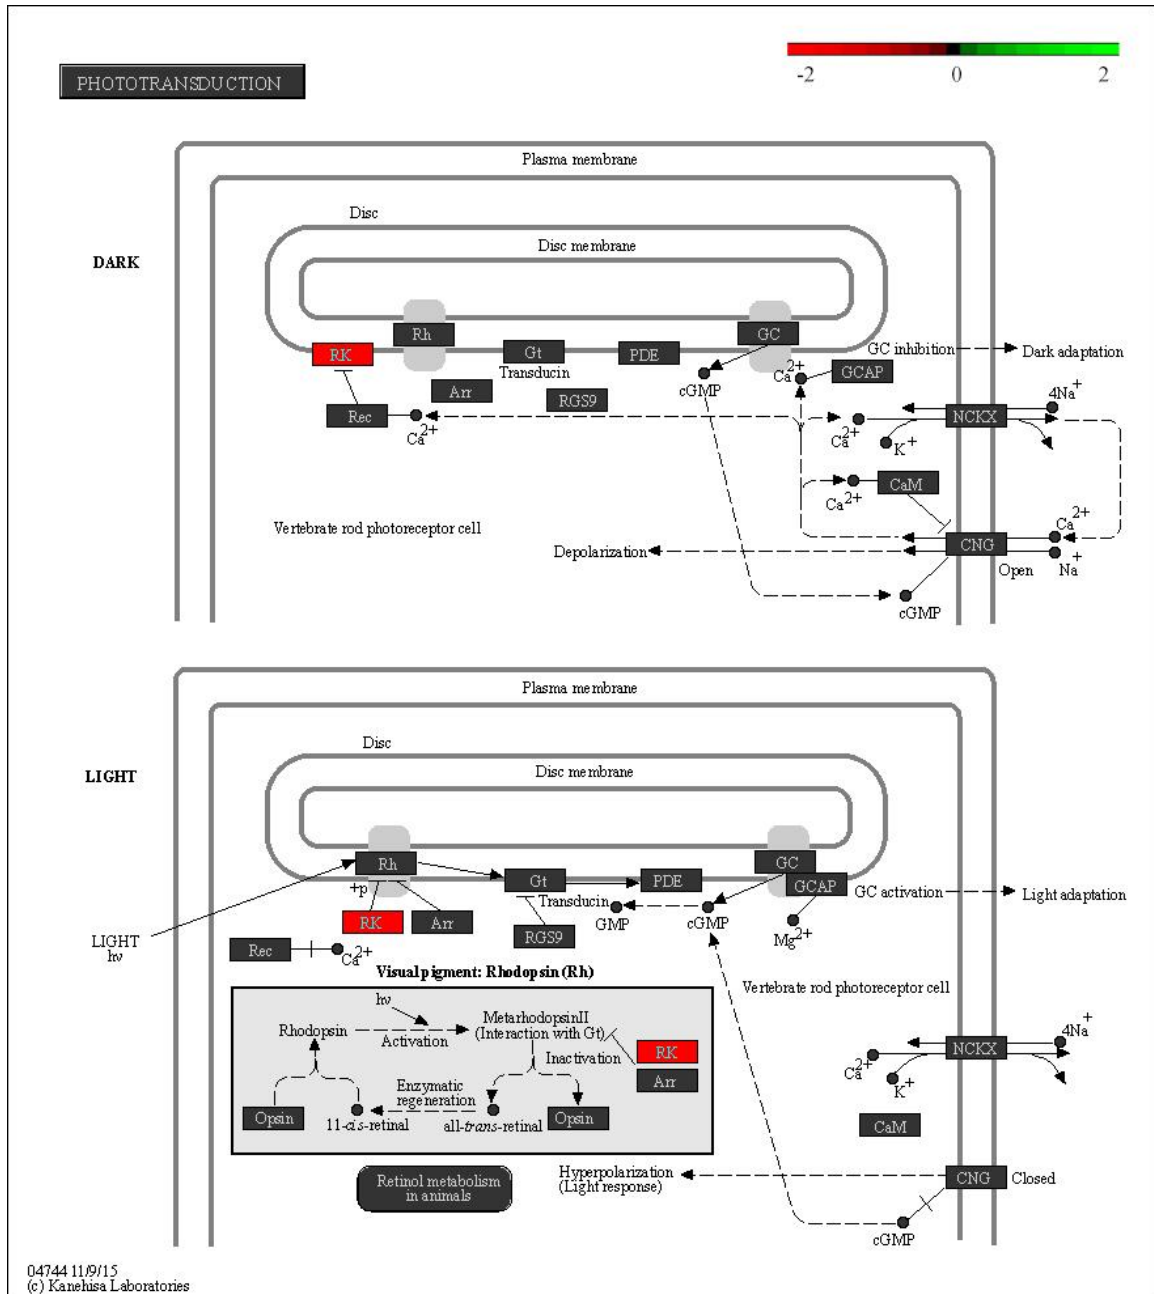 -2 0 2
PHOTOTRANSDUCTION
Plasma membrane
Disc
Disc membrane
DARK
Rh
GC
RK
Gt
PDE
GC inhibition
Dark adaptation
Transducin
cGMP
Ca2+
GCAP
Arr
RGS9
4Na+
Rec
Ca2+
Ca2+
NCKX
K+
CaM
Ca2+
Vertebrate rod photoreceptor cell
Ca2+
Depolarization
CNG
Open
Na+
cGMP
Plasma membrane
Disc
LIGHT
Disc membrane
Rh
GC
+p
Gt
PDE
GCAP
GC activation
Light adaptation
RK
Arr
Transducin
GMP
cGMP
Mg2+
LIGHT
hν
RGS9
Rec
Ca2+
Visual pigment: Rhodopsin (Rh)
Vertebrate rod photoreceptor cell
hν
Rhodopsin
MetarhodopsinII
(Interaction with Gt)
Activation
Inactivation
RK
Arr
4Na+
NCKX
Ca2+
K+
Enzymatic
regeneration
Opsin
11-cis-retinal
all-trans-retinal
Opsin
CaM
Retinol metabolism
in animals
Hyperpolarization
(Light response)
CNG
Closed
cGMP
04744 11/9/15
(c) Kanehisa Laboratories